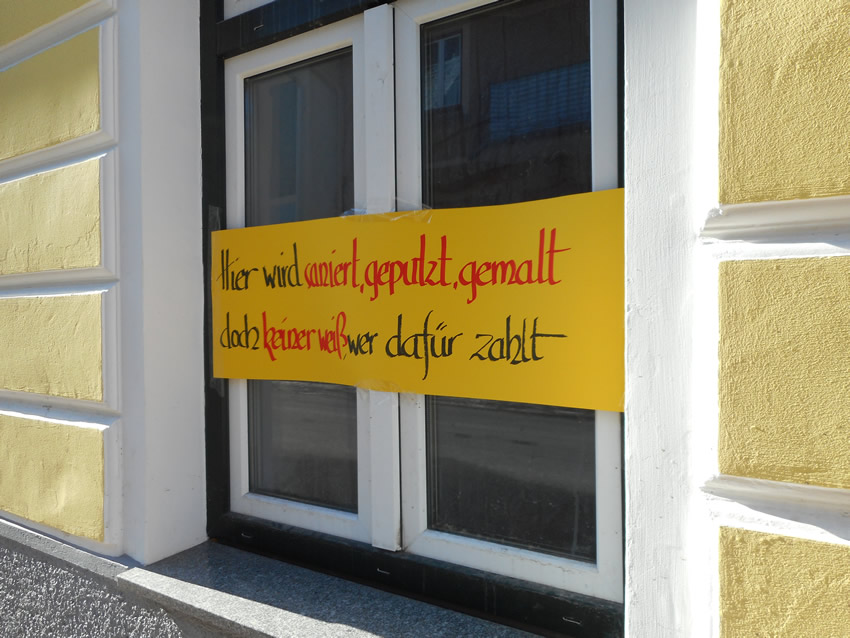 Hier wird saniert, geputzt, gemalt
doch keiner weiß, wer dafür zahlt